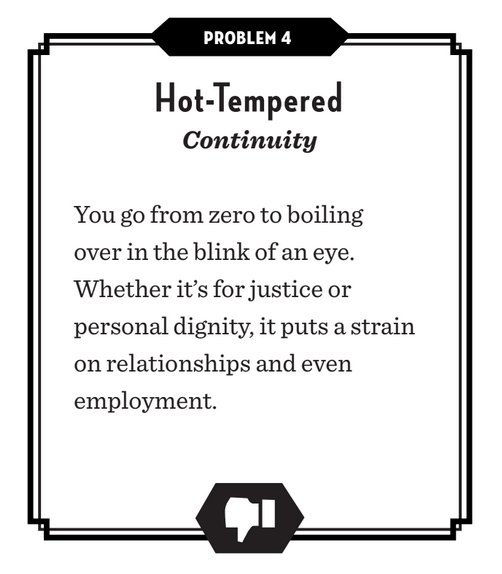 PROBLEM 4
Hot-Tempered
Continuity
You go from zero to boiling
over in the blink of an eye.
Whether it’s for justice or
personal dignity, it puts a strain
on relationships and even
employment.